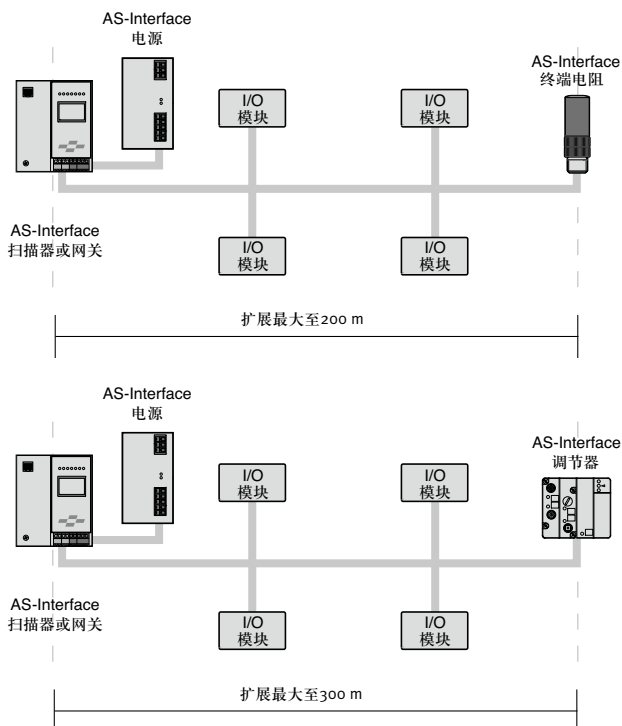 AS-Interface
电源
AS-Interface
终端电阻
I/O
模块
I/O
模块
AS-Interface
扫描器或网关
I/O
模块
I/O
模块
扩展最大至200 m
AS-Interface
电源
AS-Interface
调节器
I/O
模块
I/O
模块
AS-Interface
扫描器或网关
I/O
模块
I/O
模块
扩展最大至300 m